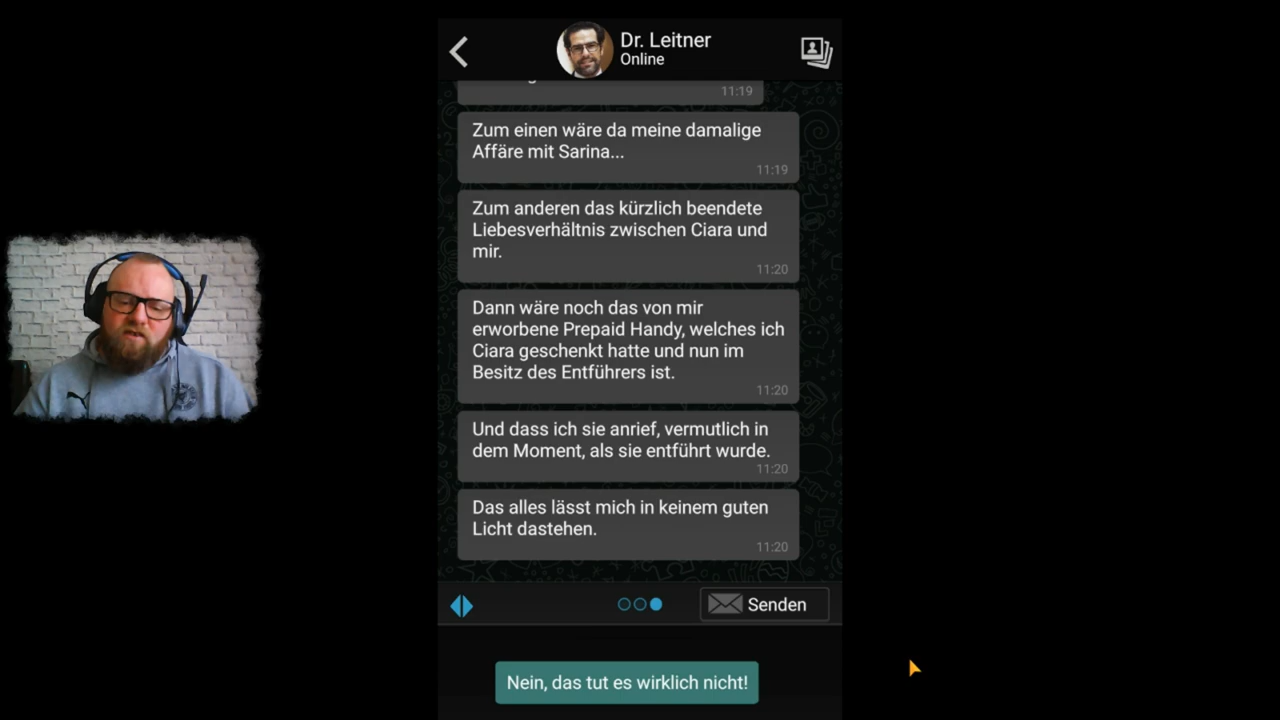 Dr. Leitner
Online
11:19
Zum einen wäre da meine damalige
Affäre mit Sarina...
11:19
Zum anderen das kürzlich beendete
Liebesverhältnis zwischen Ciara und
mir.
11:20
Dann wäre noch das von mir
erworbene Prepaid Handy, welches ich
Ciara geschenkt hatte und nun im
Besitz des Entführers ist.
11:20
Und dass ich sie anrief, vermutlich in
dem Moment, als sie entführt wurde.
11:20
Das alles lässt mich in keinem guten
Licht dastehen.
11:20
Senden
Nein, das tut es wirklich nicht!